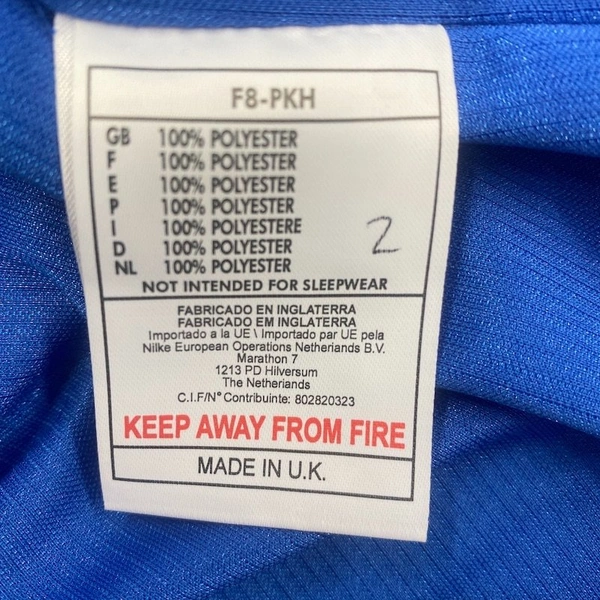 F8-PKH
GB 100% POLYESTER
F 100% POLYESTER
E 100% POLYESTER
P 100% POLYESTER
I 100% POLYESTERE
D 100% POLYESTER
NL 100% POLYESTER
2
NOT INTENDED FOR SLEEPWEAR
FABRICADO EN INGLATERRA
FABRICADO EM INGLATERRA
Importado a la UE \ Importado par UE pela
Nilke European Operations Netherlands B.V.
Marathon 7
1213 PD Hilversum
The Netherlands
C.I.F/N° Contribuinte: 802820323
KEEP AWAY FROM FIRE
MADE IN U.K.